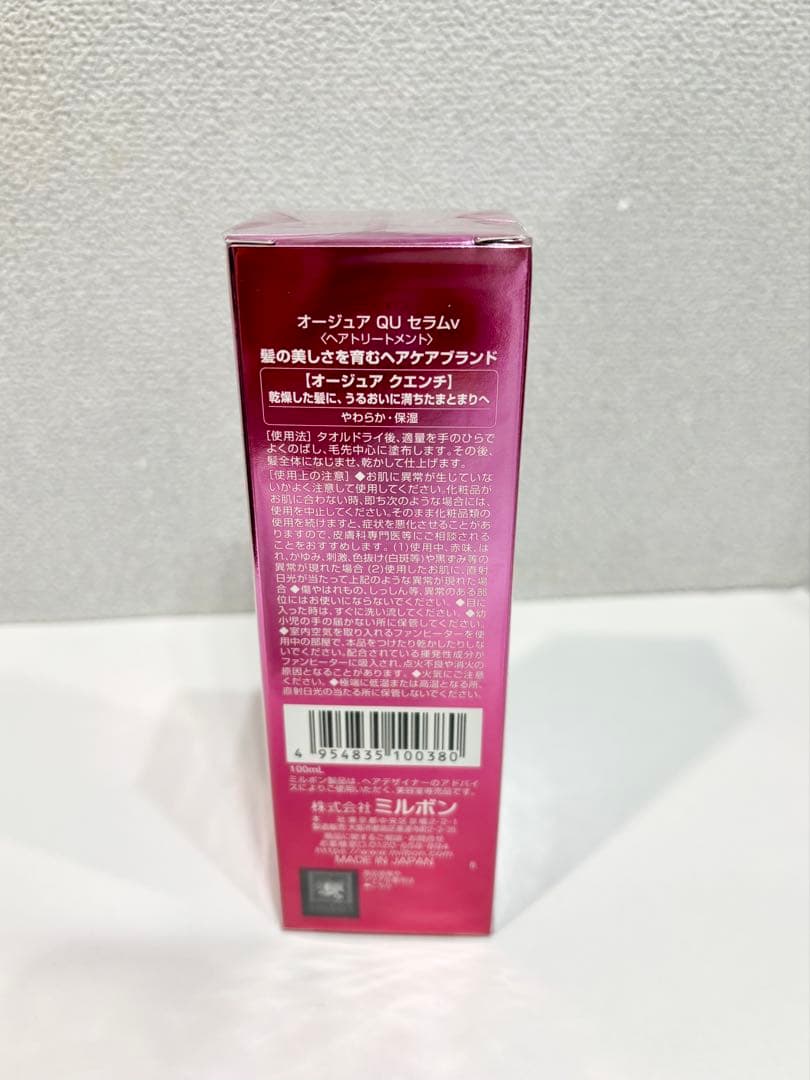 オージュア QU セラムv
〈ヘアトリートメント〉
髪の美しさを育むヘアケアブランド
【オージュア クエンチ】
乾燥した髪に、うるおいに満ちたまとまりへ
やわらか・保湿
［使用法］タオルドライ後、適量を手のひらで
よくのばし、毛先中心に塗布します。その後、
髪全体になじませ、乾かして仕上げます。
［使用上の注意］◆お肌に異常が生じていな
いかよく注意して使用してください。化粧品が
お肌に合わない時、即ち次のような場合には、
使用を中止してください。そのまま化粧品類の
使用を続けますと、症状を悪化させることがあ
りますので、皮膚科専門医等にご相談される
ことをおすすめします。(1)使用中、赤味、は
れ、かゆみ、刺激、色抜け(白斑等)や黒ずみ等の
異常が現れた場合 (2)使用したお肌に、直射
日光が当たって上記のような異常が現れた場
合 ◆傷やはれもの、しっしん等、異常のある部
位にはお使いにならないでください。◆目に
入った時は、すぐに洗い流してください。◆幼
小児の手の届かない所に保管してください。
◆室内空気を取り入れるファンヒーターを使
用中の部屋で、本品をつけたり乾かしたりしな
いでください。配合されている揮発性成分が
ファンヒーターに吸入され、点火不良や消火の
原因となることがあります。◆火気にご注意
ください。◆極端に低温または高温となる所、
直射日光の当たる所に保管しないでください。
4 954835 100380
100mL
ミルボン製品は、ヘアデザイナーのアドバイ
スによりご使用いただく、美容室専売品です。
株式会社 ミルボン
本 社 東京都中央区京橋2-2-1
MADE IN JAPAN